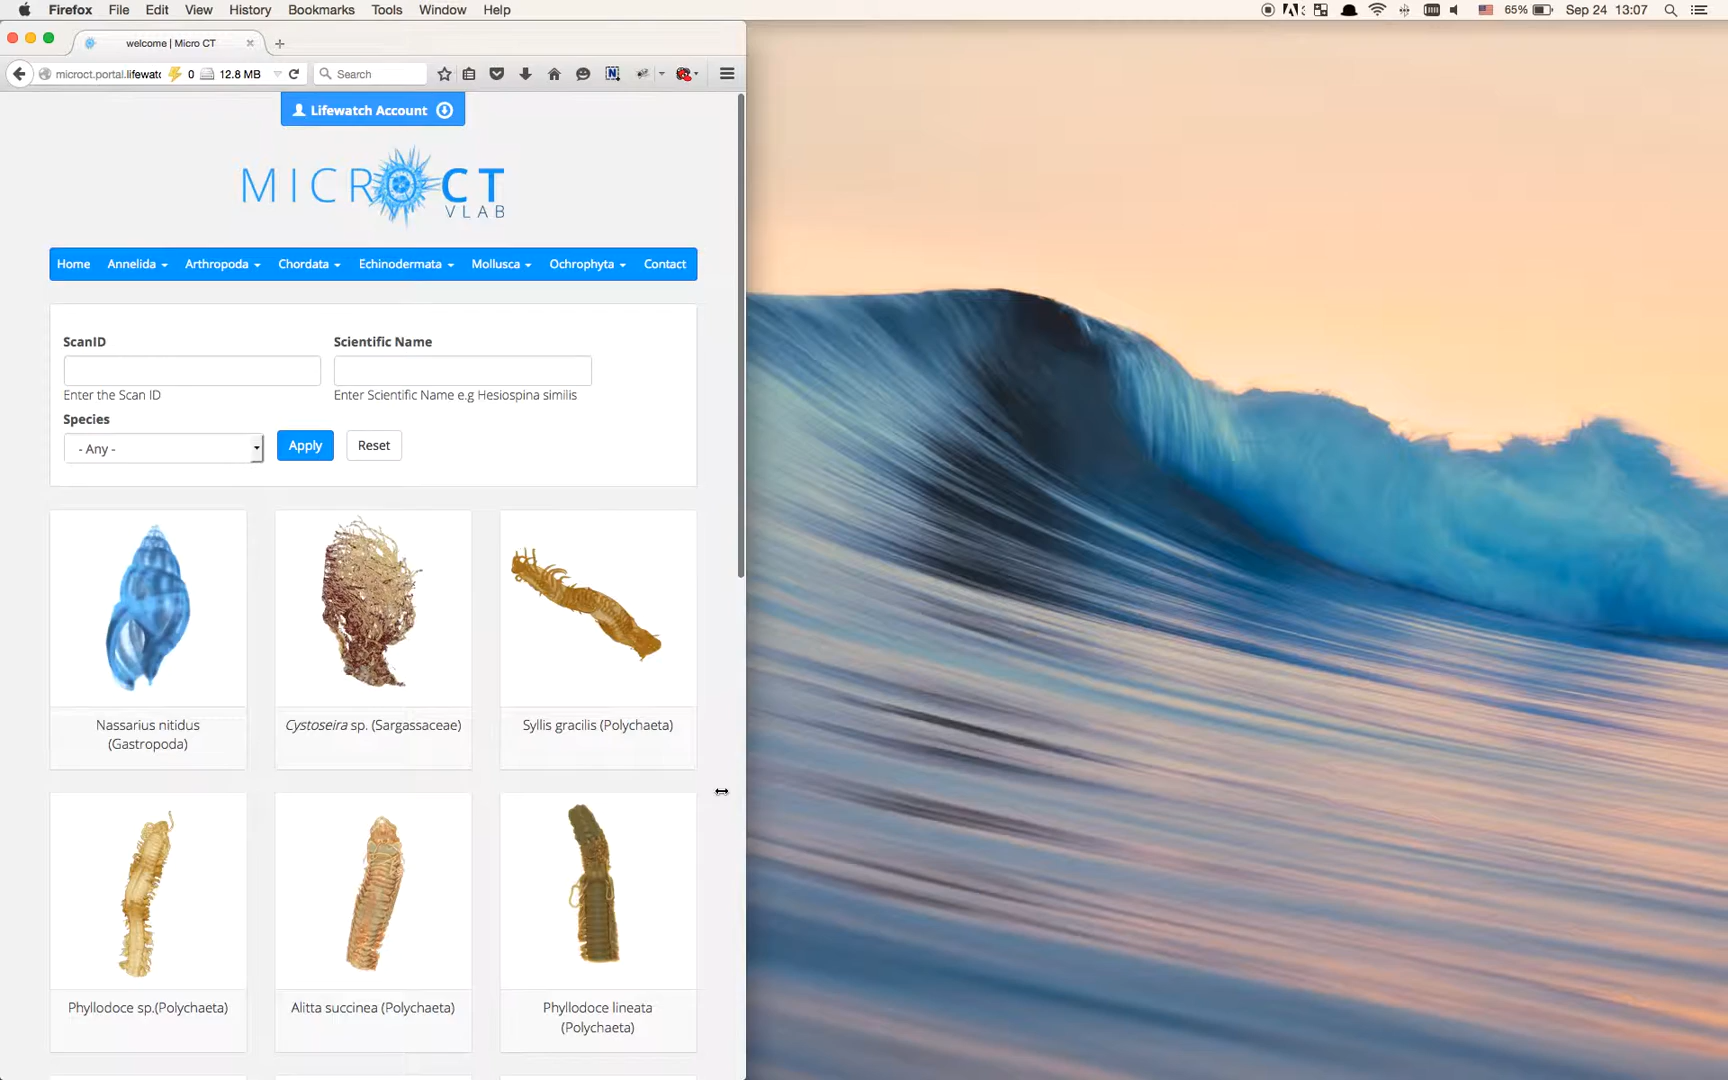 Firefox File Edit View History Bookmarks Tools Window Help 65% Sep 24 13:07
welcome | Micro CT
microct.portal.lifewatc 0 12.8 MB Search
Lifewatch Account
MICROCT
VLAB
Home Annelida Arthropoda Chordata Echinodermata Mollusca Ochrophyta Contact
ScanID Scientific Name
Enter the Scan ID Enter Scientific Name e.g Hesiospina similis
Species
- Any - Apply Reset
Nassarius nitidus
(Gastropoda)
Cystoseira sp. (Sargassaceae)
Syllis gracilis (Polychaeta)
Phyllodoce sp.(Polychaeta)
Alitta succinea (Polychaeta)
Phyllodoce lineata
(Polychaeta)